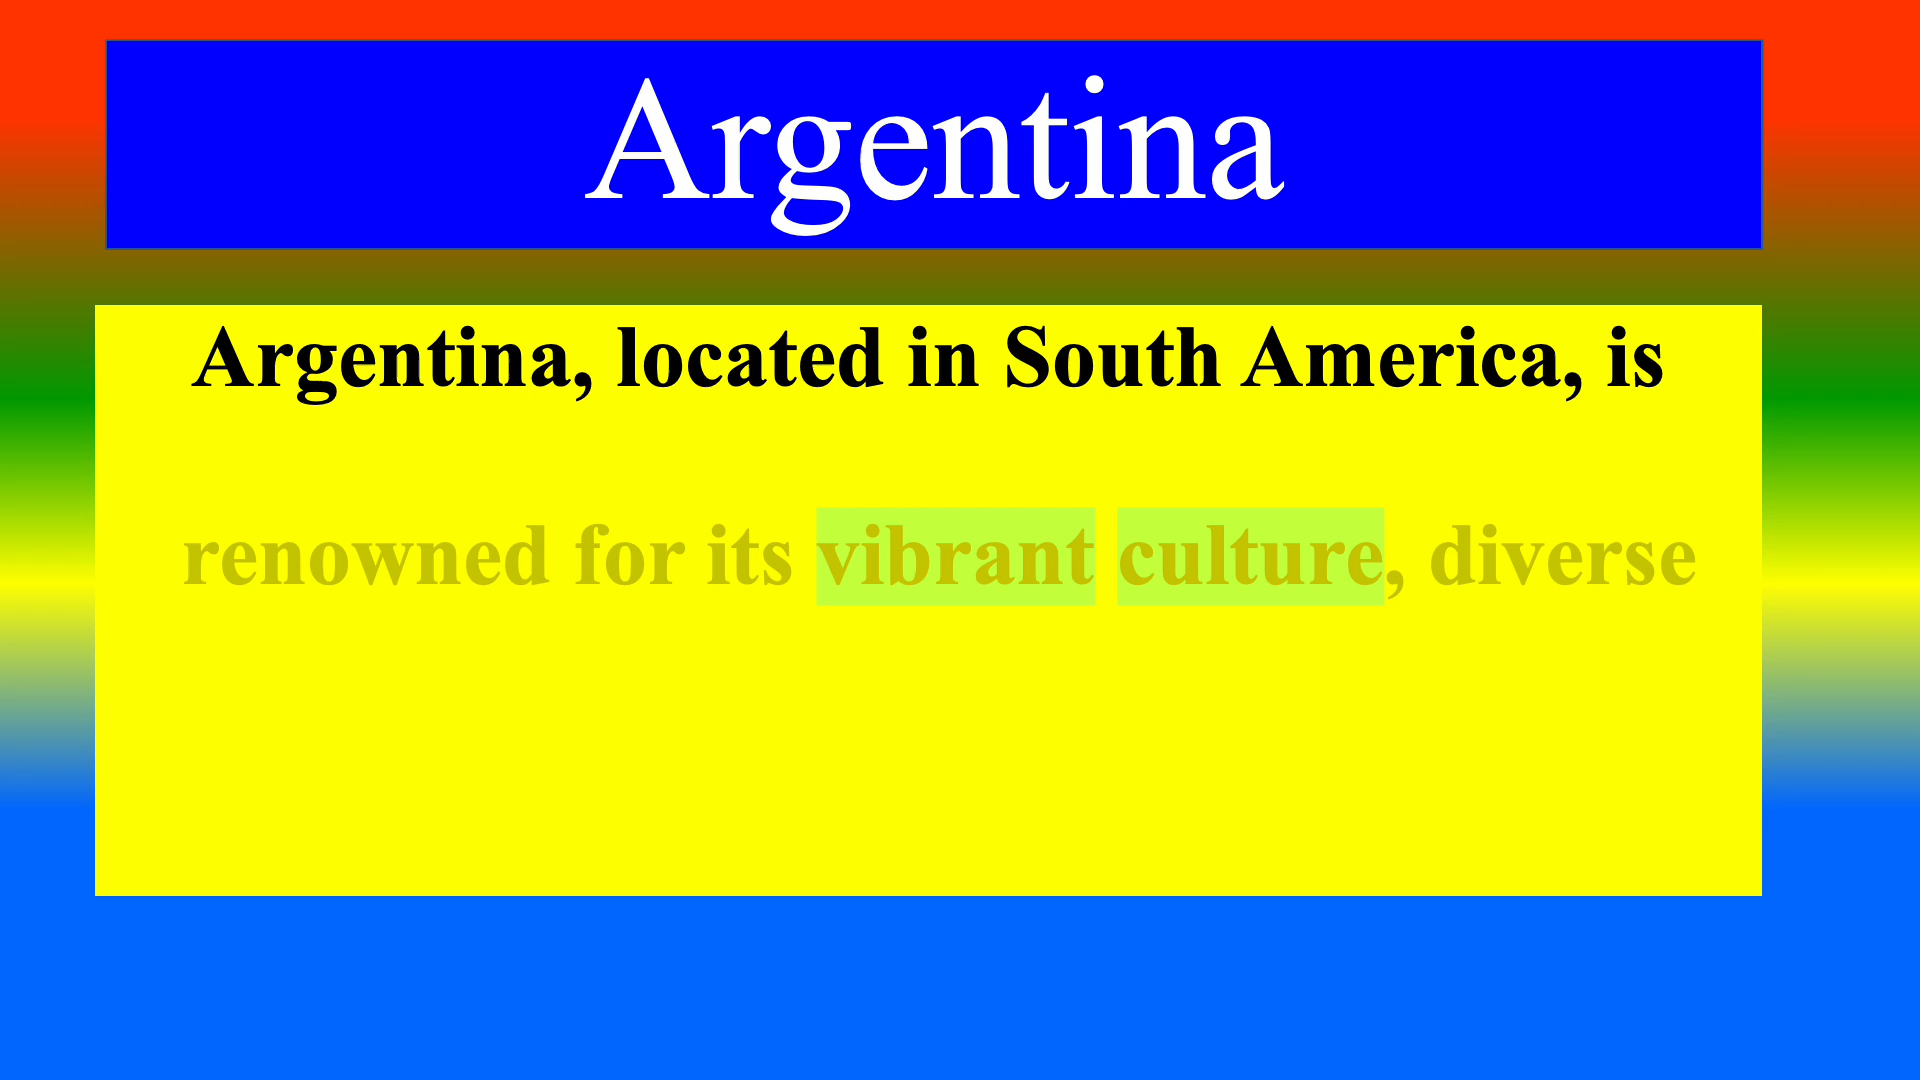 Argentina
Argentina, located in South America, is
renowned for its vibrant culture, diverse